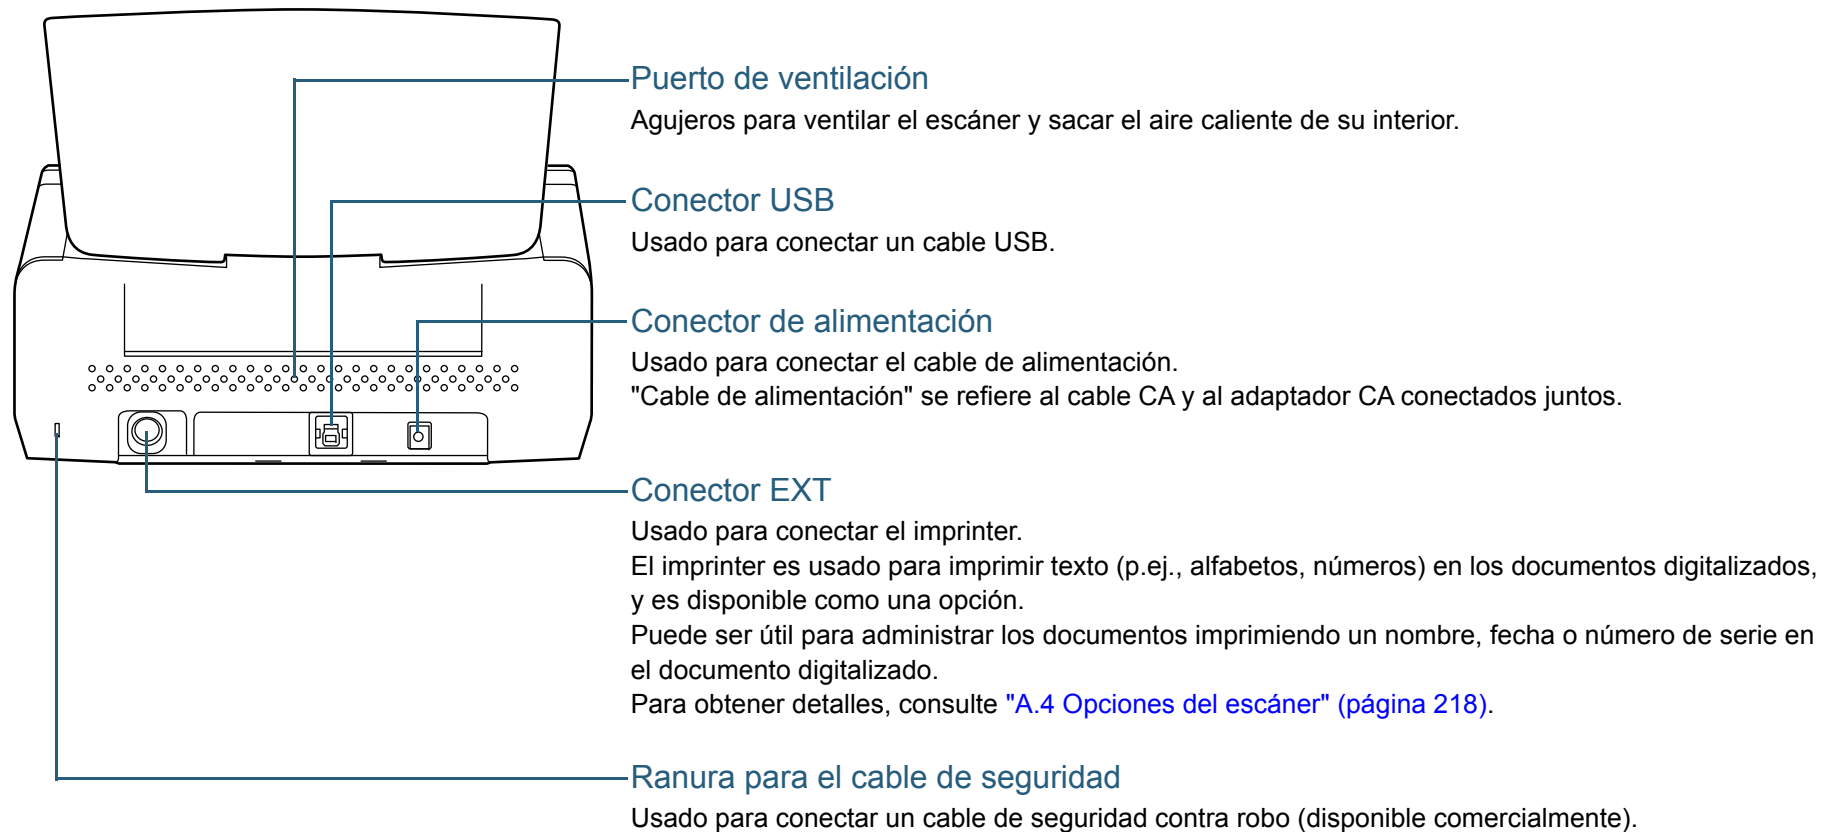 Puerto de ventilación
Agujeros para ventilar el escáner y sacar el aire caliente de su interior.
Conector USB
Usado para conectar un cable USB.
Conector de alimentación
Usado para conectar el cable de alimentación.
"Cable de alimentación" se refiere al cable CA y al adaptador CA conectados juntos.
Conector EXT
Usado para conectar el imprinter.
El imprinter es usado para imprimir texto (p.ej., alfabetos, números) en los documentos digitalizados,
y es disponible como una opción.
Puede ser útil para administrar los documentos imprimiendo un nombre, fecha o número de serie en
el documento digitalizado.
Para obtener detalles, consulte "A.4 Opciones del escáner" (página 218).
Ranura para el cable de seguridad
Usado para conectar un cable de seguridad contra robo (disponible comercialmente).